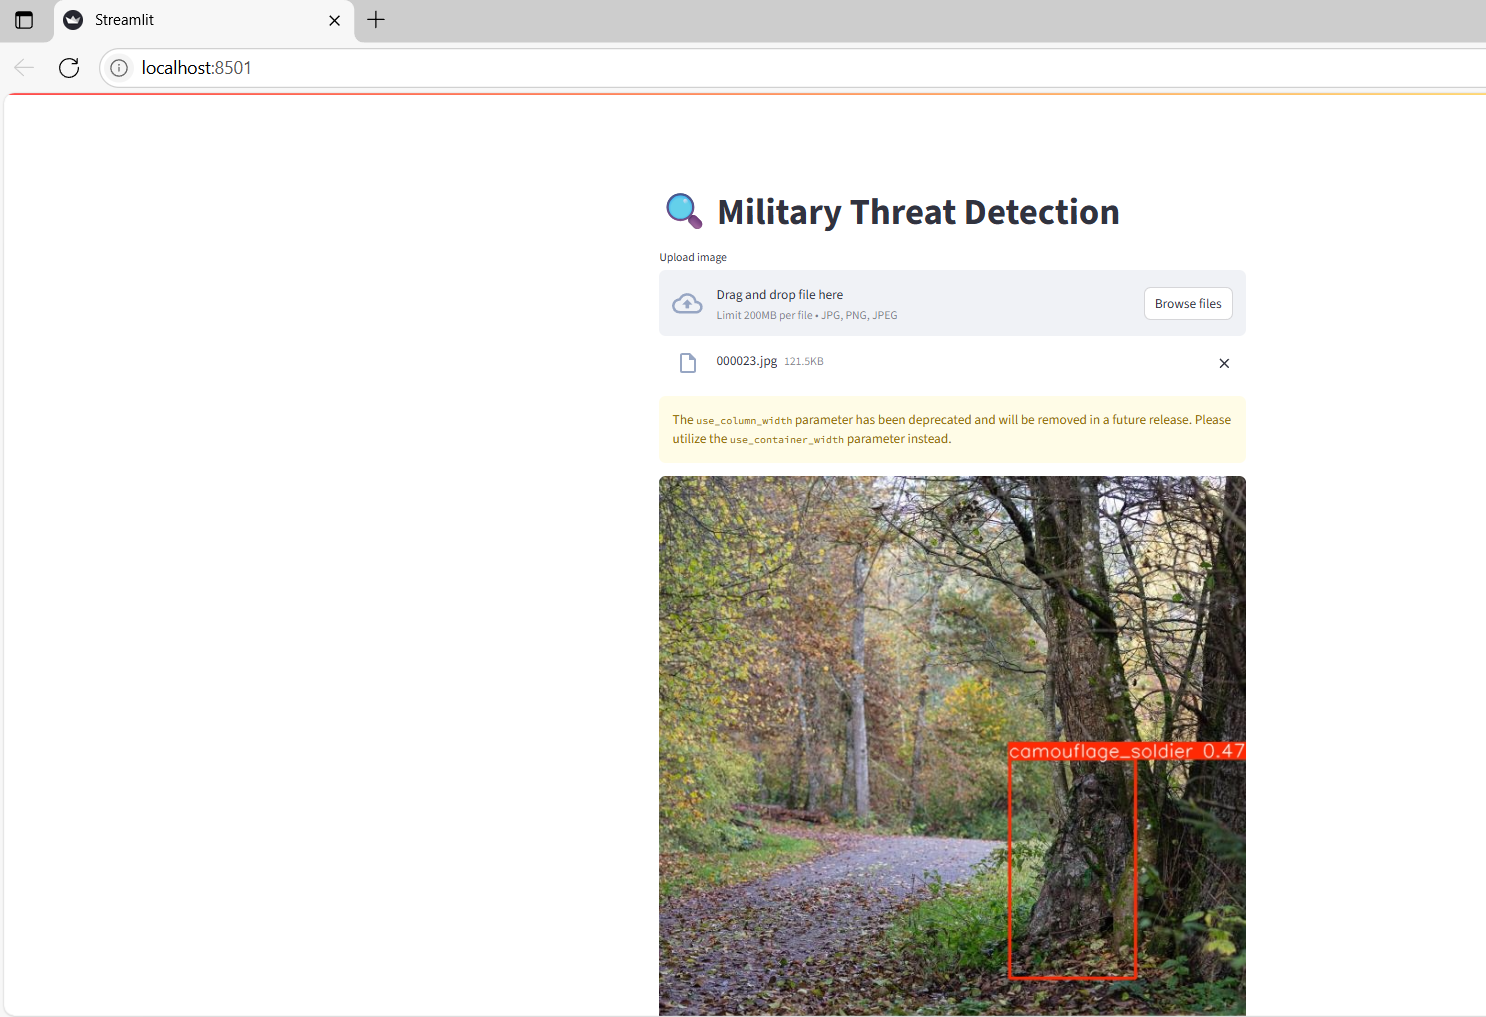 Streamlit
localhost:8501
Military Threat Detection
Upload image
Drag and drop file here
Limit 200MB per file • JPG, PNG, JPEG
Browse files
000023.jpg 121.5KB
The use_column_width parameter has been deprecated and will be removed in a future release. Please
utilize the use_container_width parameter instead.
camouflage_soldier 0.47